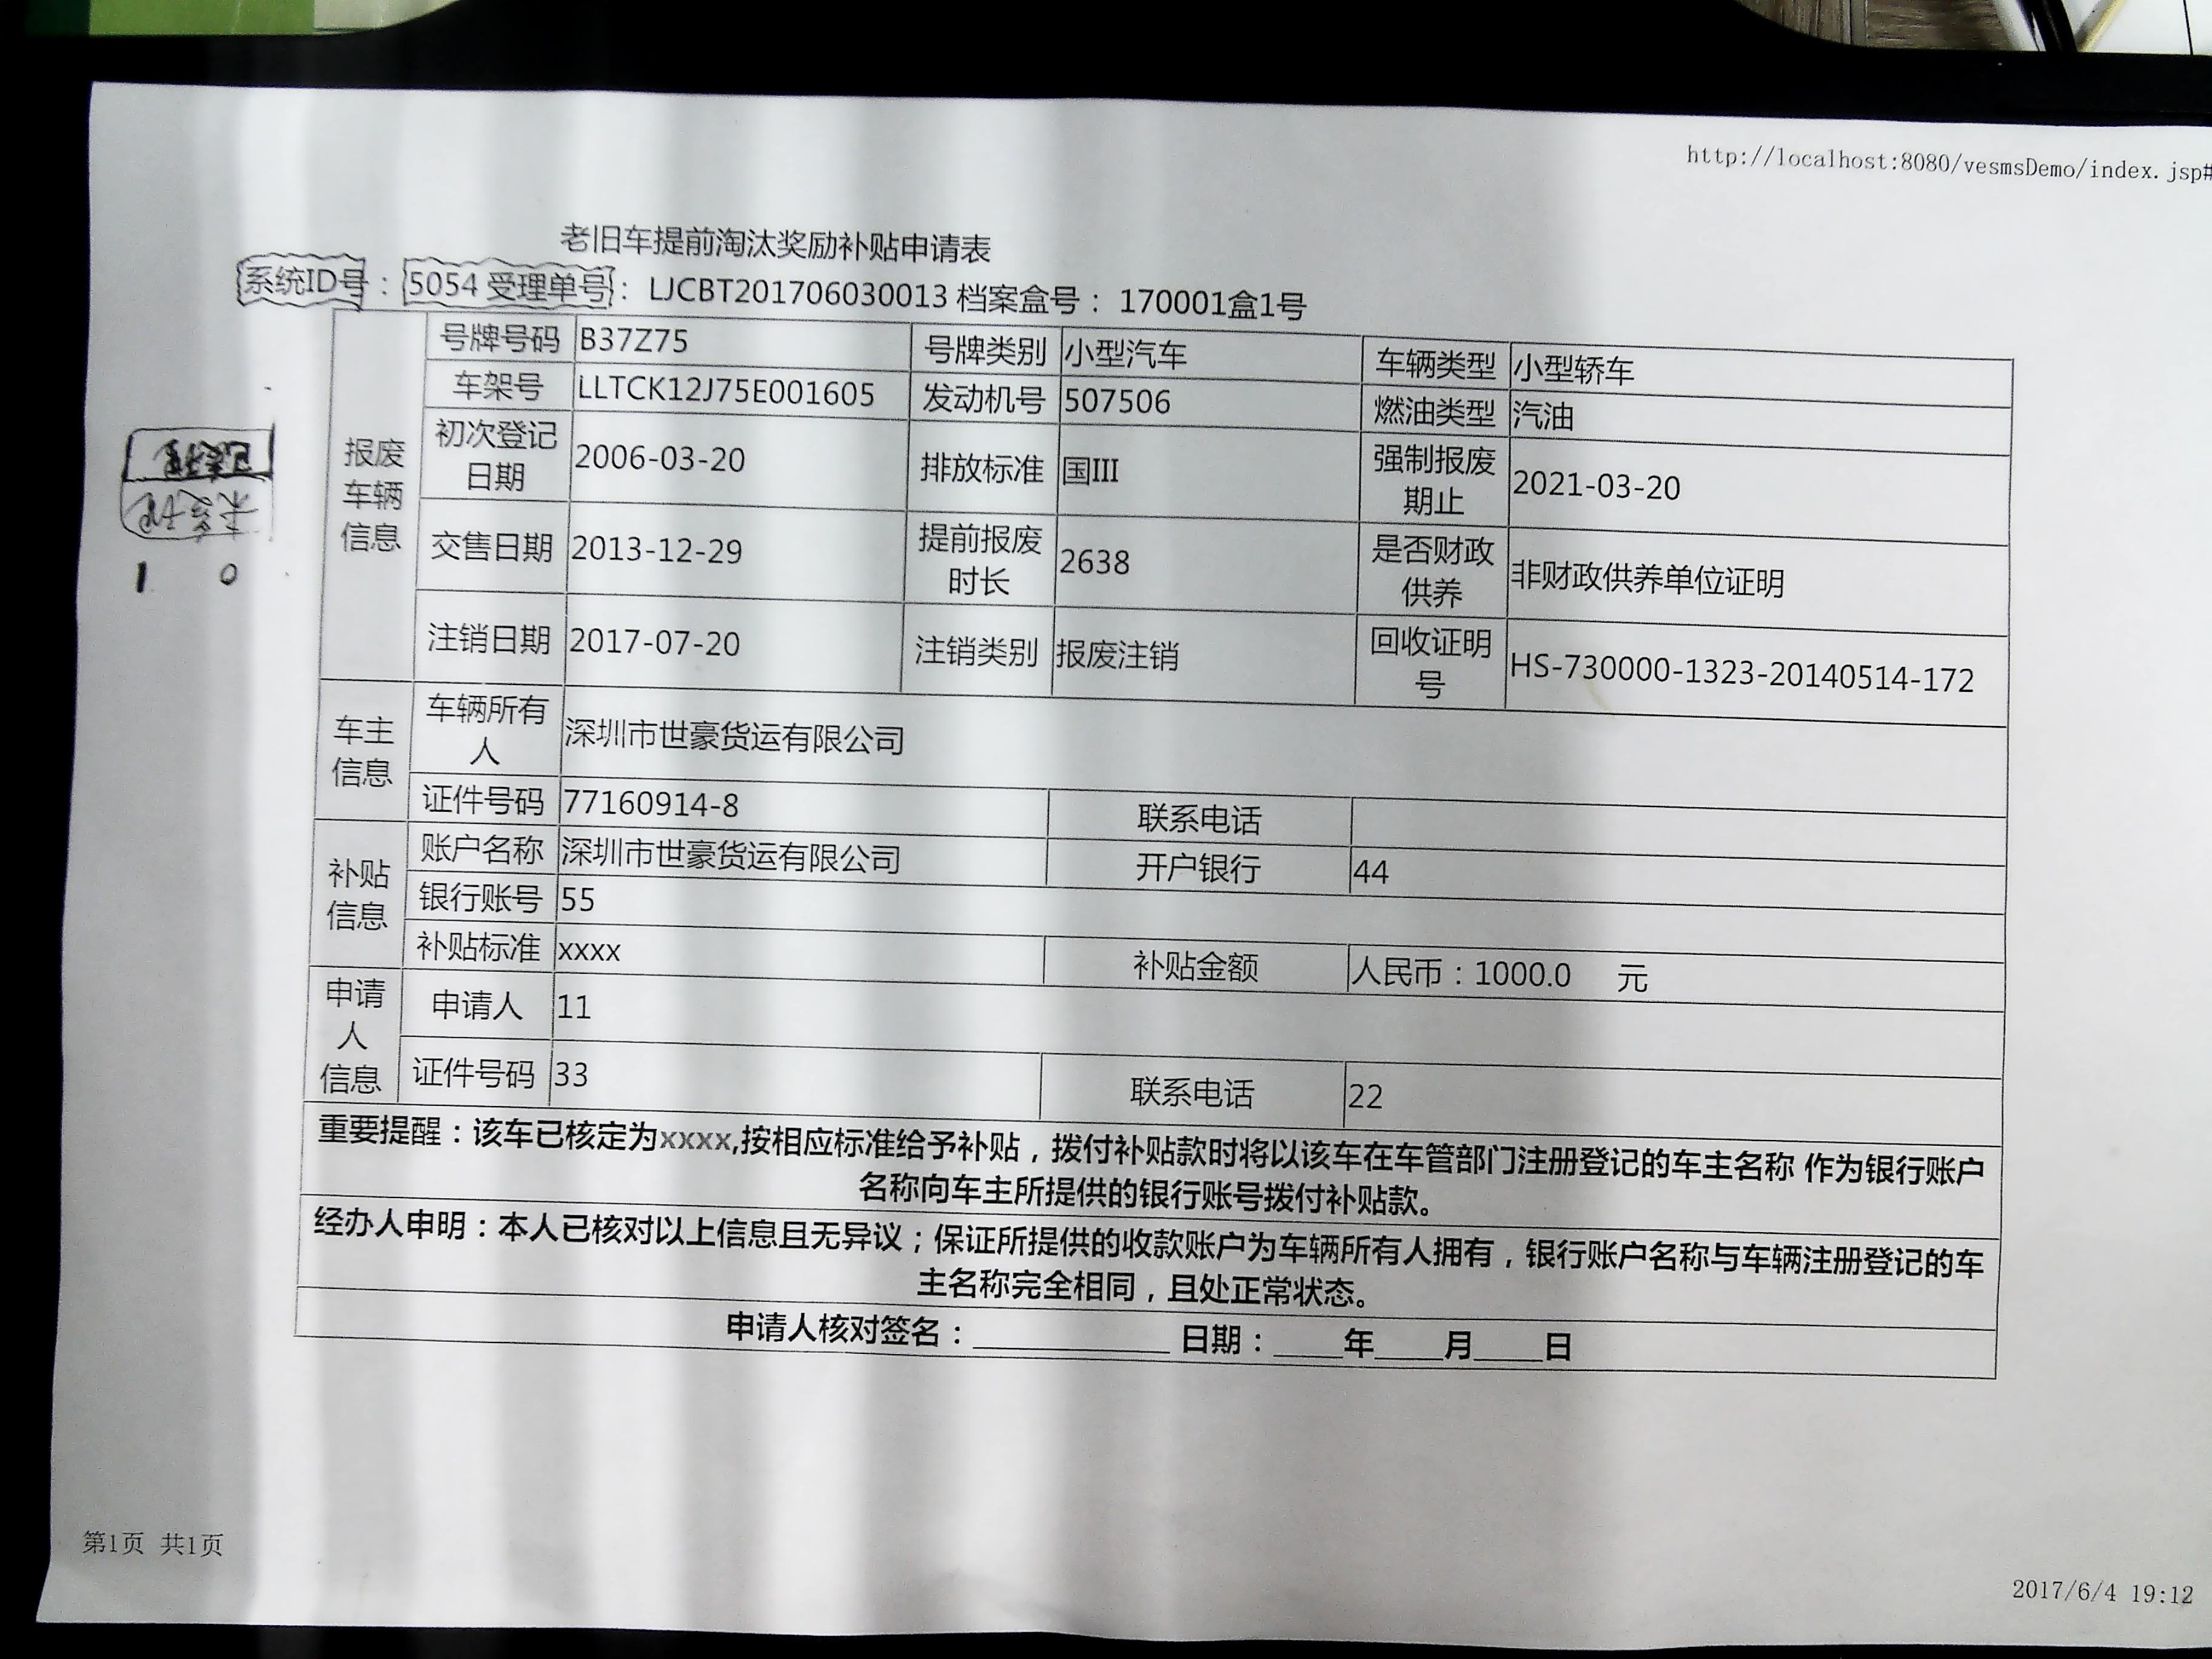 http://localhost:8080/vesmsDemo/index.jsp#
老旧车提前淘汰奖励补贴申请表
系统ID号：5054 受理单号：LJCBT201706030013 档案盒号：170001盒1号
报废车辆信息
号牌号码 B37Z75 号牌类别 小型汽车 车辆类型 小型轿车
车架号 LLTCK12J75E001605 发动机号 507506 燃油类型 汽油
初次登记日期 2006-03-20 排放标准 国III 强制报废期止 2021-03-20
交售日期 2013-12-29 提前报废时长 2638 是否财政供养 非财政供养单位证明
注销日期 2017-07-20 注销类别 报废注销 回收证明号 HS-730000-1323-20140514-172
车主信息
车辆所有人 深圳市世豪货运有限公司
证件号码 77160914-8 联系电话
补贴信息
账户名称 深圳市世豪货运有限公司 开户银行 44
银行账号 55
补贴标准 xxxx 补贴金额 人民币：1000.0 元
申请人信息
申请人 11
证件号码 33 联系电话 22
重要提醒：该车已核定为xxxx,按相应标准给予补贴，拨付补贴款时将以该车在车管部门注册登记的车主名称 作为银行账户
名称向车主所提供的银行账号拨付补贴款。
经办人申明：本人已核对以上信息且无异议；保证所提供的收款账户为车辆所有人拥有，银行账户名称与车辆注册登记的车
主名称完全相同，且处正常状态。
申请人核对签名：____________ 日期：____年____月____日
1 0
第1页 共1页
2017/6/4 19:12